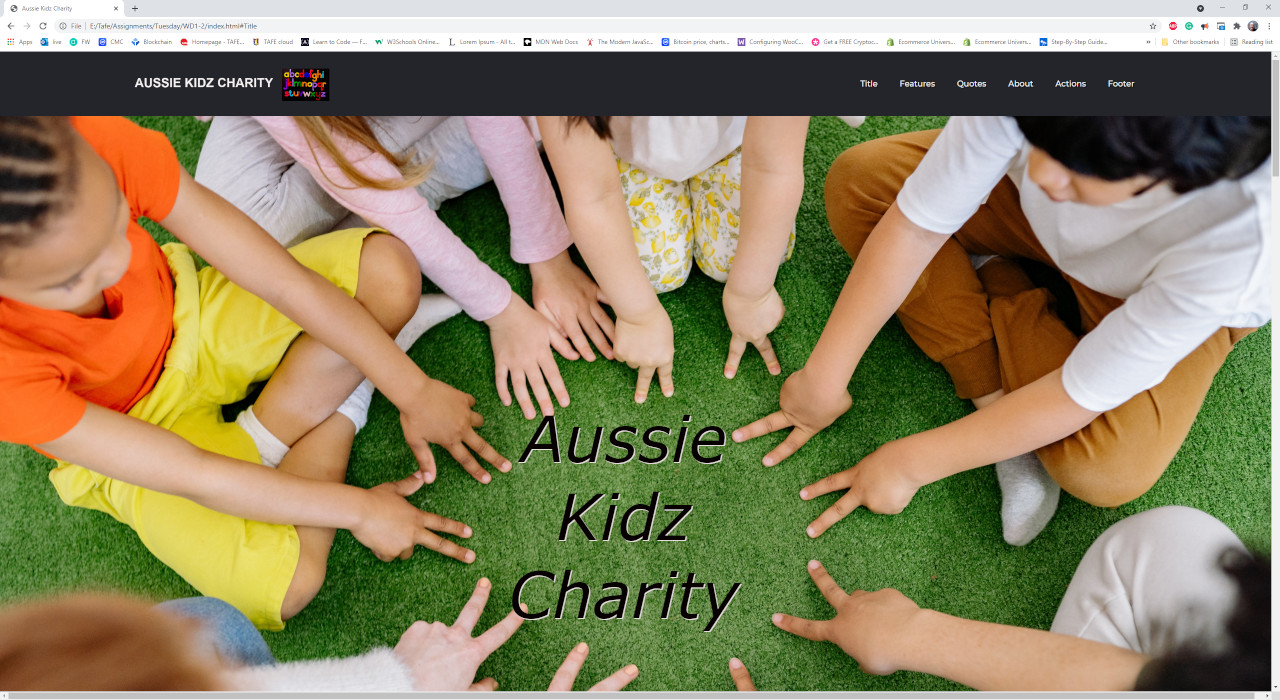 Aussie Kidz Charity
File | E:/Tafe/Assignments/Tuesday/WD1-2/index.html#Title
Apps live FW CMC Blockchain Homepage - TAFE... TAFE cloud Learn to Code — F... W3Schools Online... Lorem Ipsum - All t... MDN Web Docs The Modern JavaSc... Bitcoin price, charts... Configuring WooC... Get a FREE Cryptoc... Ecommerce Univers... Ecommerce Univers... Step-By-Step Guide... » Other bookmarks Reading list
AUSSIE KIDZ CHARITY
abcdefghi
jklmnopqr
stuvwxyz
Title Features Quotes About Actions Footer
Aussie
Kidz
Charity